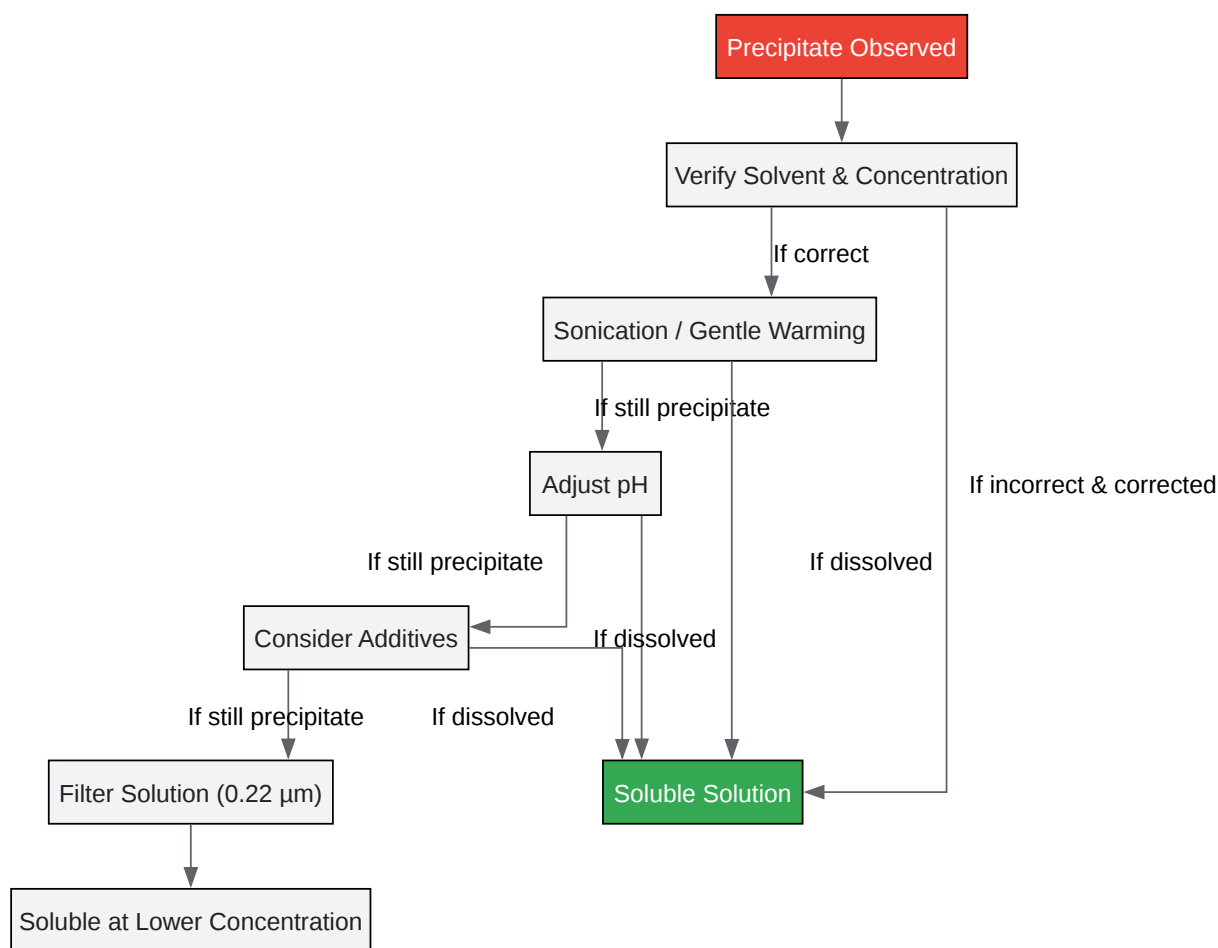 Precipitate Observed
Verify Solvent & Concentration
If correct
Sonication / Gentle Warming
If still precipitate
Adjust pH
If incorrect & corrected
If still precipitate
If dissolved
Consider Additives
If dissolved
If still precipitate
If dissolved
Filter Solution (0.22 µm)
Soluble Solution
Soluble at Lower Concentration